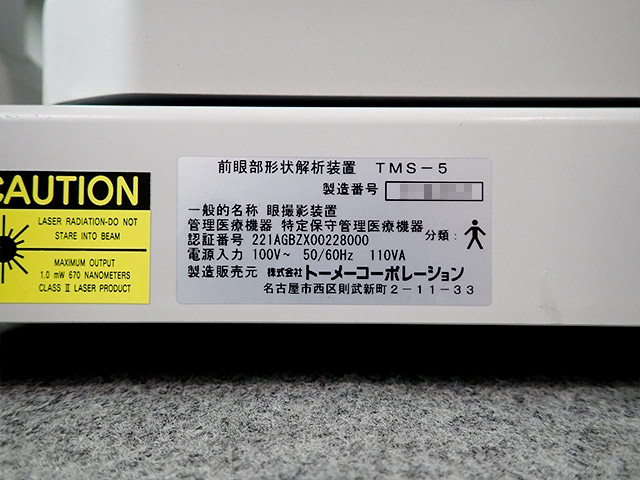 CAUTION
LASER RADIATION-DO NOT
STARE INTO BEAM
MAXIMUM OUTPUT
1.0 mW 670 NANOMETERS
CLASS II LASER PRODUCT
前眼部形状解析装置 TMS-5
製造番号
一般的名称 眼撮影装置
管理医療機器 特定保守管理医療機器
認証番号 221AGBZX00228000
分類:
電源入力 100V~ 50/60Hz 110VA
製造販売元 株式会社トーメーコーポレーション
名古屋市西区則武新町2-11-33